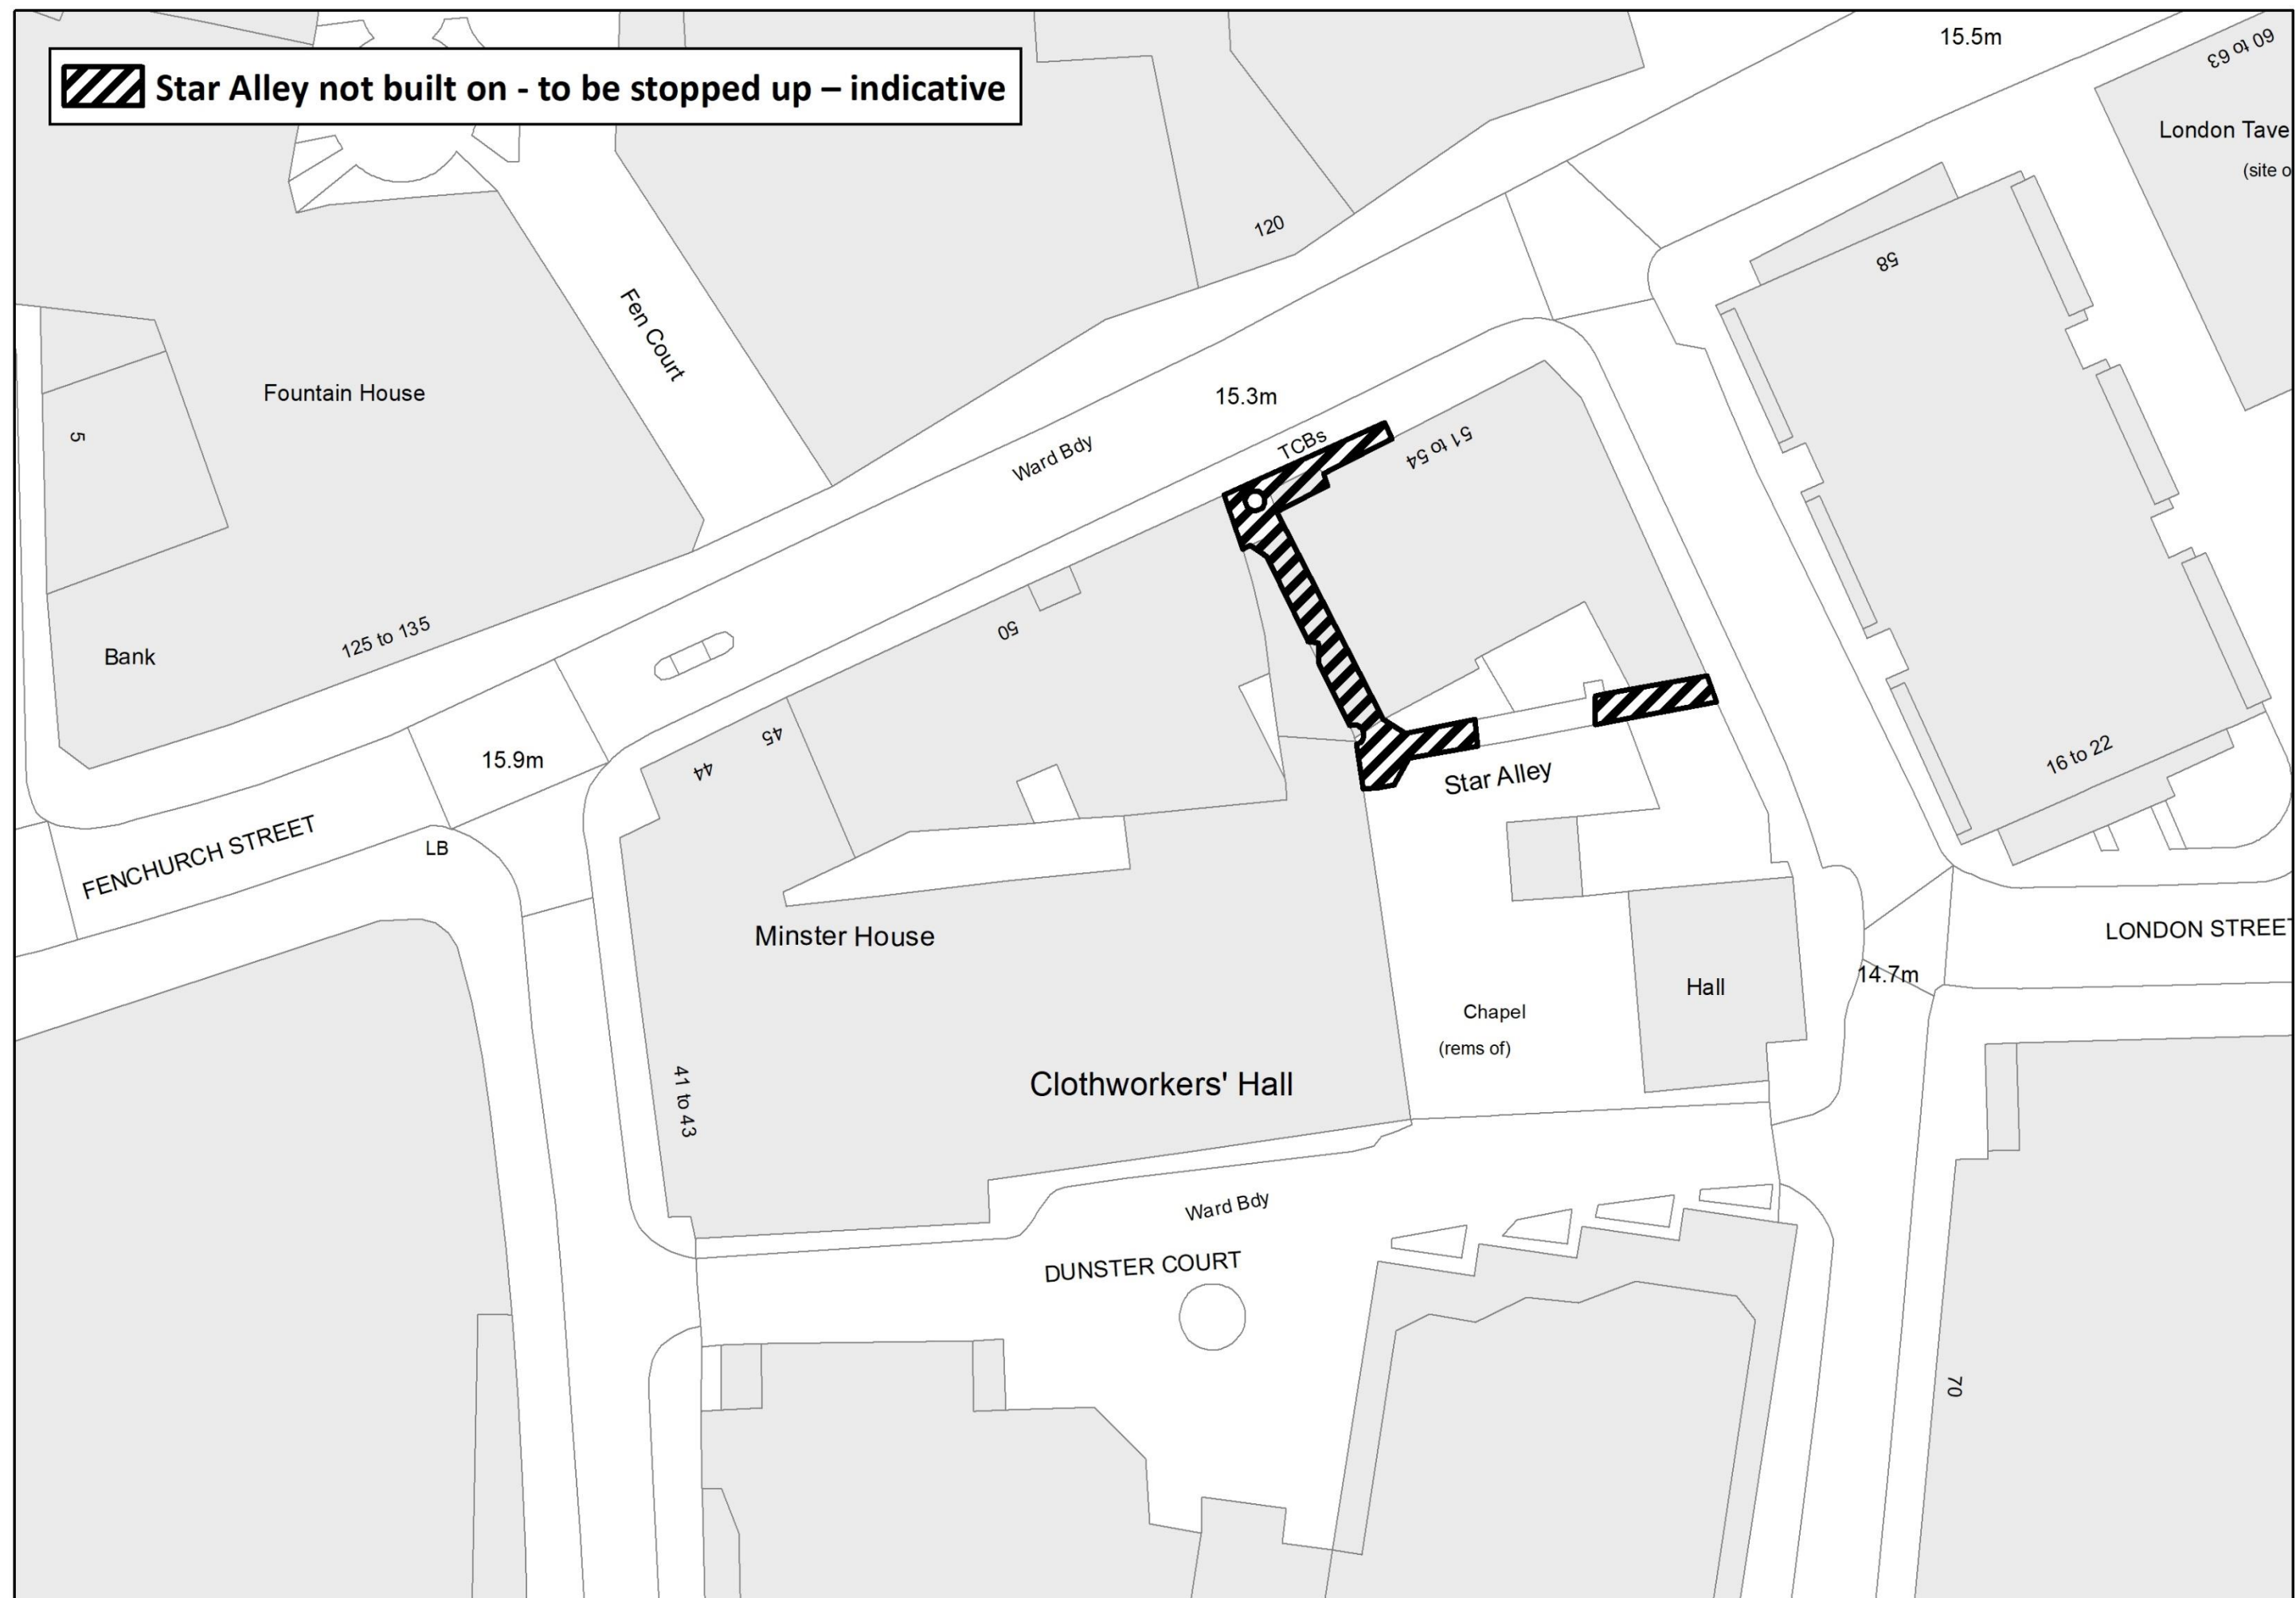 Star Alley not built on - to be stopped up – indicative
15.5m
60 to 63
London Tave
(site o
120
58
Fen Court
Fountain House
5
15.3m
TCBs
51 to 54
Ward Bdy
50
Bank
125 to 135
15.9m
45
44
Star Alley
16 to 22
FENCHURCH STREET
LB
Minster House
LONDON STREET
14.7m
Hall
Chapel
(rems of)
41 to 43
Clothworkers' Hall
Ward Bdy
DUNSTER COURT
70